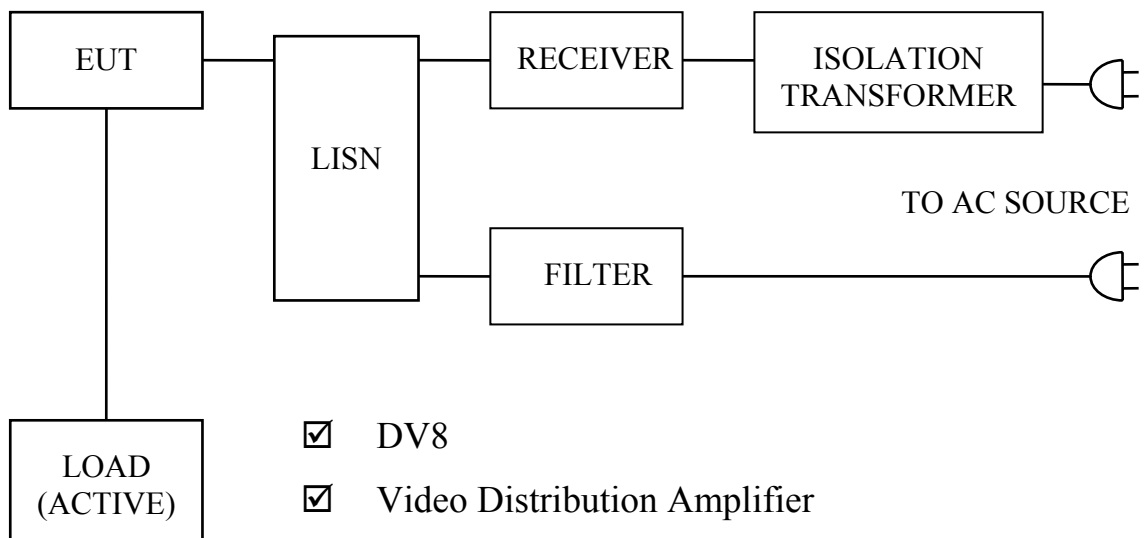 EUT
LISN
RECEIVER
ISOLATION
TRANSFORMER
TO AC SOURCE
FILTER
LOAD
(ACTIVE)
☑ DV8
☑ Video Distribution Amplifier